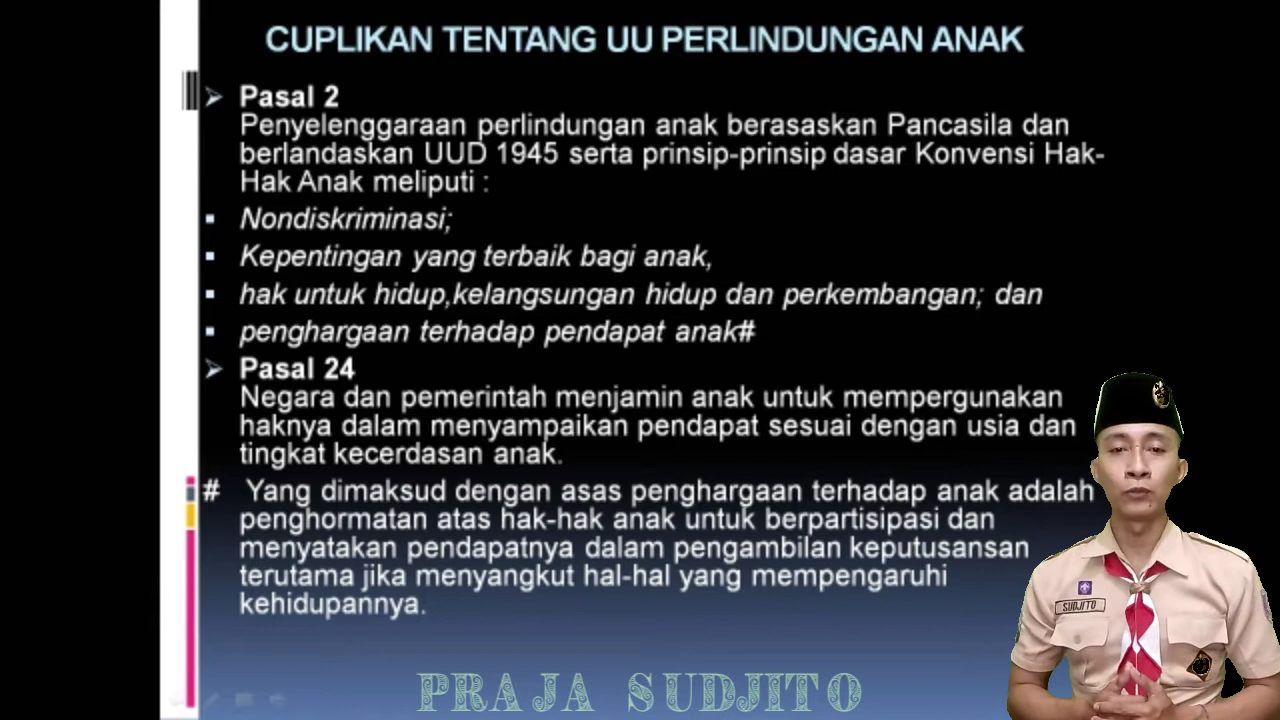 CUPLIKAN TENTANG UU PERLINDUNGAN ANAK
Pasal 2
Penyelenggaraan perlindungan anak berasaskan Pancasila dan
berlandaskan UUD 1945 serta prinsip-prinsip dasar Konvensi Hak-
Hak Anak meliputi :
Nondiskriminasi;
Kepentingan yang terbaik bagi anak,
hak untuk hidup,kelangsungan hidup dan perkembangan; dan
penghargaan terhadap pendapat anak#
Pasal 24
Negara dan pemerintah menjamin anak untuk mempergunakan
haknya dalam menyampaikan pendapat sesuai dengan usia dan
tingkat kecerdasan anak.
# Yang dimaksud dengan asas penghargaan terhadap anak adalah
penghormatan atas hak-hak anak untuk berpartisipasi dan
menyatakan pendapatnya dalam pengambilan keputusansan
terutama jika menyangkut hal-hal yang mempengaruhi
kehidupannya.
SUDJITO
PRAJA SUDJITO